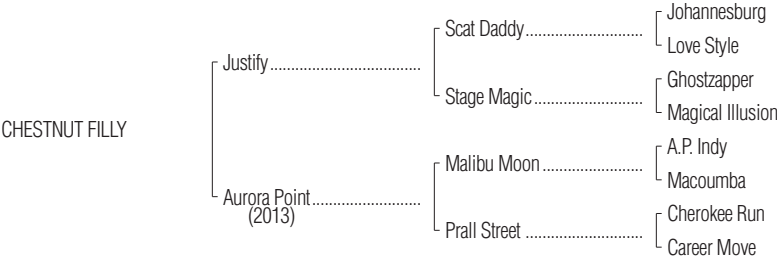 Johannesburg
Scat Daddy
Love Style
Justify
Ghostzapper
Stage Magic
Magical Illusion
CHESTNUT FILLY
A.P. Indy
Malibu Moon
Macoumba
Aurora Point
(2013)
Cherokee Run
Prall Street
Career Move